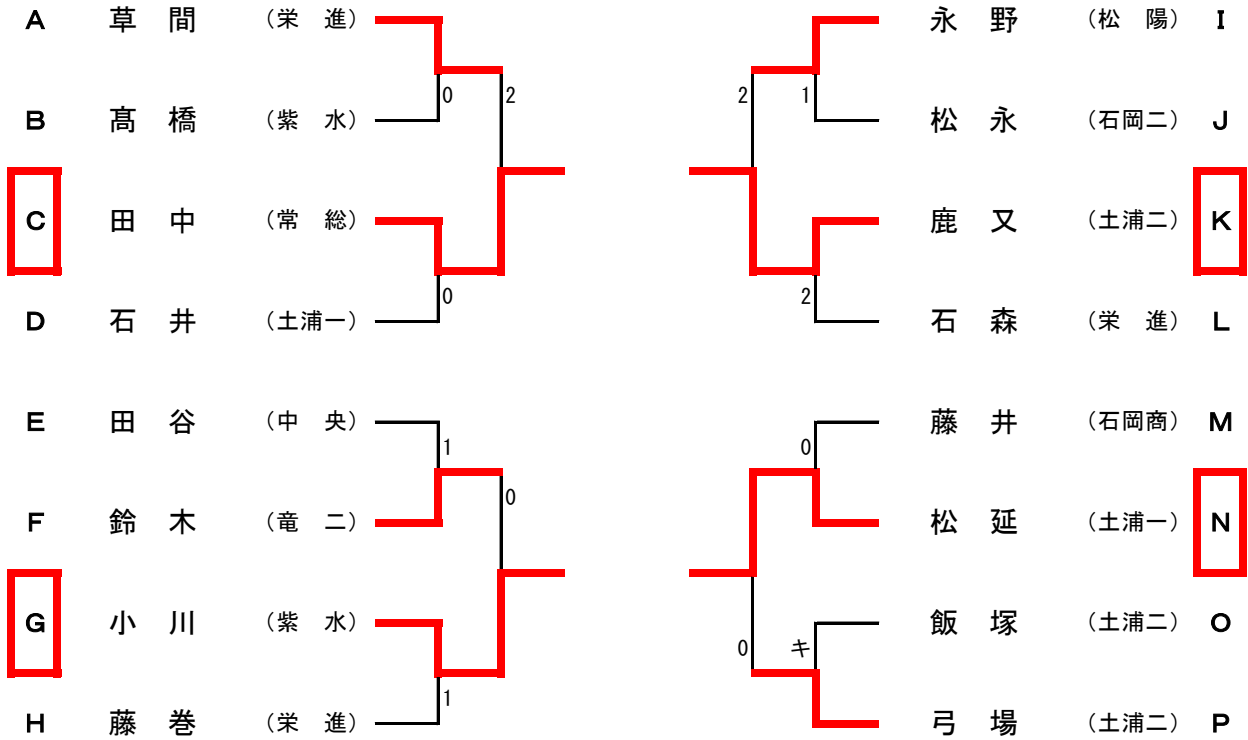 A 草 間 （栄 進） 永 野 （松 陽） I
0 2 2 1
B 髙 橋 （紫 水） 松 永 （石岡二） J
C 田 中 （常 総） 鹿 又 （土浦二） K
0 2
D 石 井 （土浦一） 石 森 （栄 進） L
E 田 谷 （中 央） 藤 井 （石岡商） M
1 0
0
F 鈴 木 （竜 二） 松 延 （土浦一） N
G 小 川 （紫 水） 飯 塚 （土浦二） O
0 キ
1
H 藤 巻 （栄 進） 弓 場 （土浦二） P